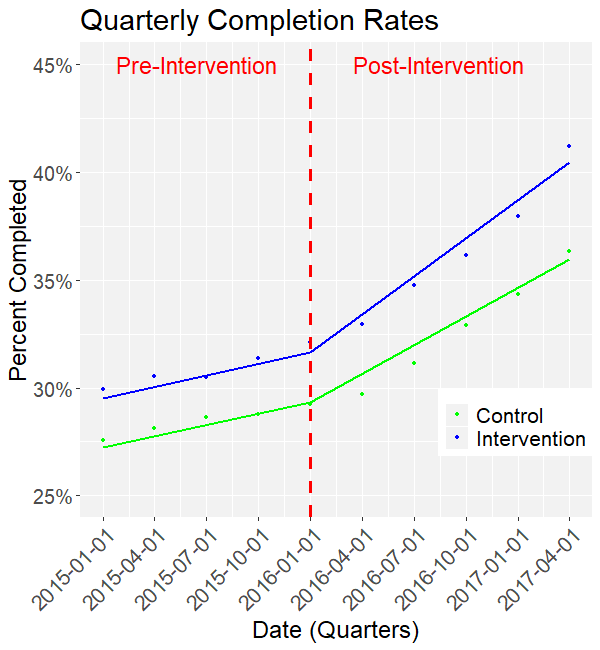 Quarterly Completion Rates
Pre-Intervention
Post-Intervention
45%
40%
35%
30%
25%
Percent Completed
Control
Intervention
2015-01-01
2015-04-01
2015-07-01
2015-10-01
2016-01-01
2016-04-01
2016-07-01
2016-10-01
2017-01-01
2017-04-01
Date (Quarters)